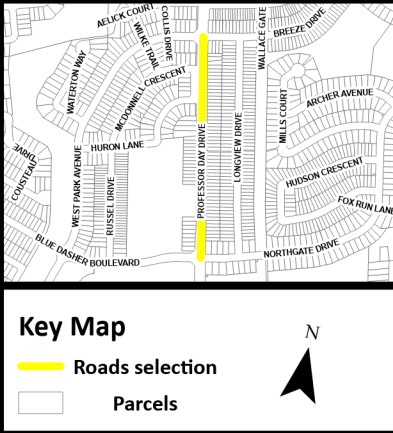 AELICK COURT
COLLIS DRIVE
WILKE TRAIL
WALLACE GATE
BREEZE DRIVE
WATERTON WAY
MCDONNELL CRESCENT
MILLS COURT
ARCHER AVENUE
HURON LANE
PROFESSOR DAY DRIVE
LONGVIEW DRIVE
COUSTEAU DRIVE
WEST PARK AVENUE
RUSSEL DRIVE
HUDSON CRESCENT
FOX RUN LANE
BLUE DASHER BOULEVARD
NORTHGATE DRIVE
Key Map
N
Roads selection
Parcels